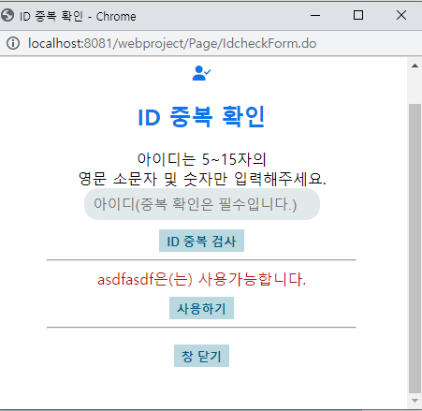 ID 중복 확인 - Chrome
localhost:8081/webproject/Page/IdcheckForm.do
ID 중복 확인
아이디는 5~15자의
영문 소문자 및 숫자만 입력해주세요.
아이디(중복 확인은 필수입니다.)
ID 중복 검사
asdfasdf은(는) 사용가능합니다.
사용하기
창 닫기